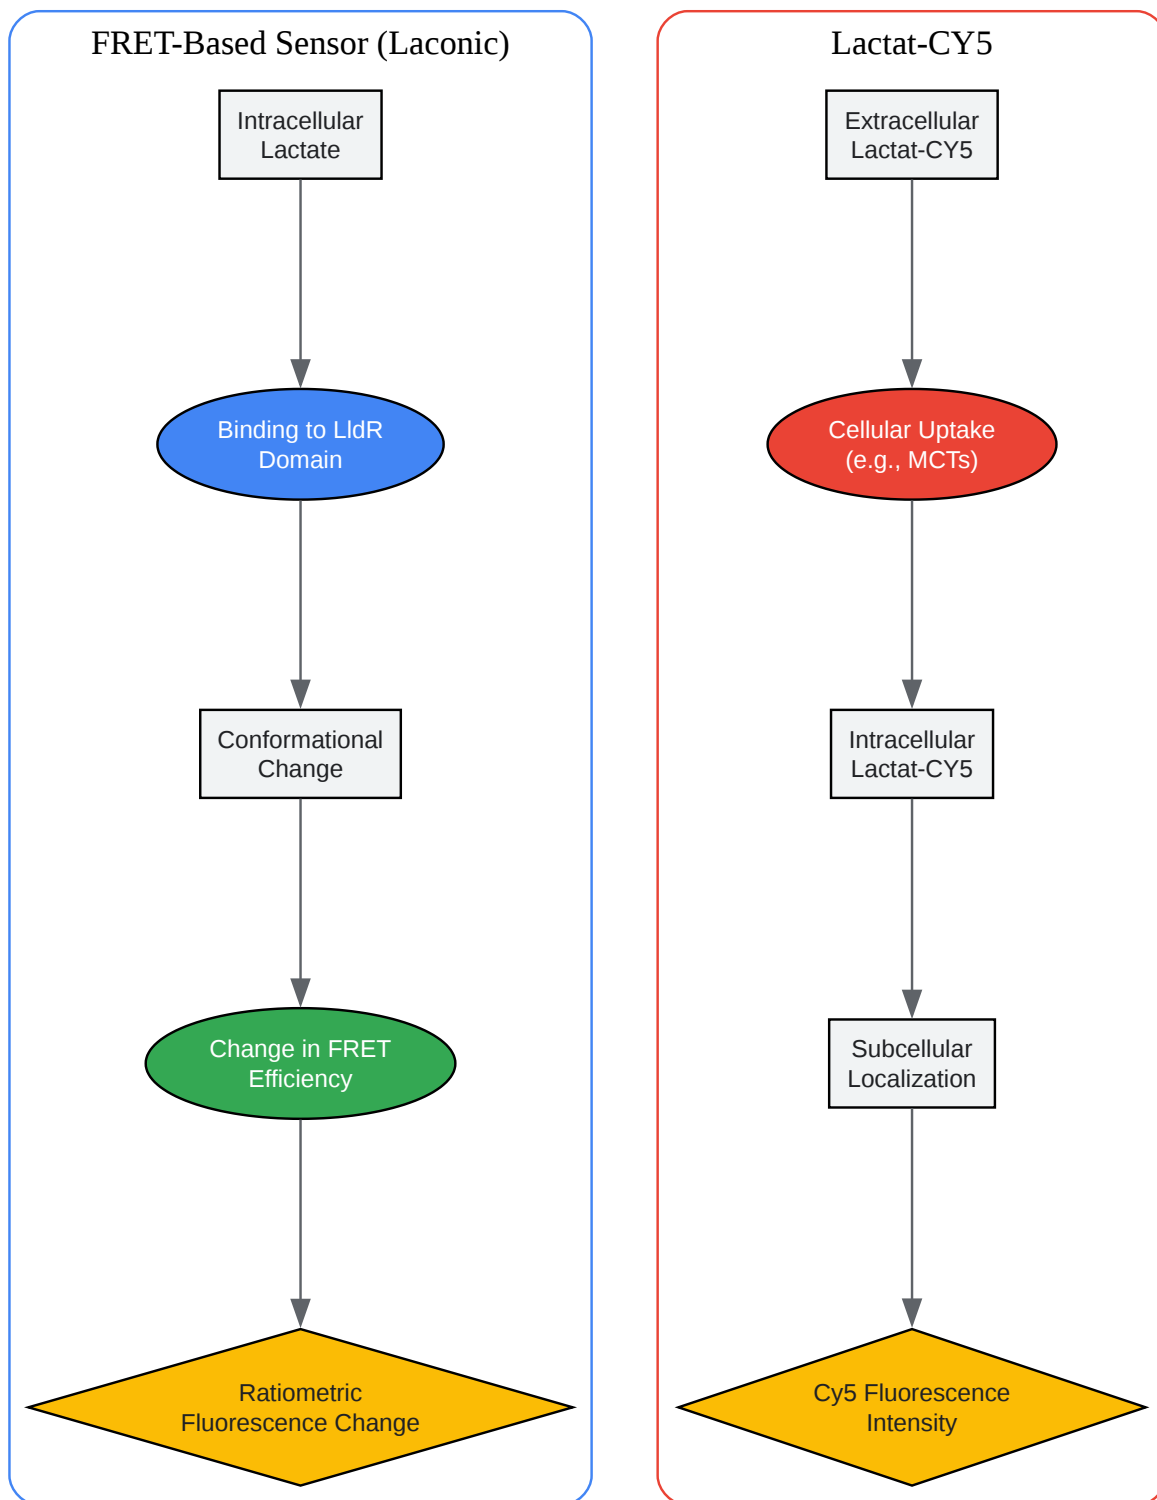 FRET-Based Sensor (Laconic)
Intracellular
Lactate
Binding to LldR
Domain
Conformational
Change
Change in FRET
Efficiency
Ratiometric
Fluorescence Change
Lactat-CY5
Extracellular
Lactat-CY5
Cellular Uptake
(e.g., MCTs)
Intracellular
Lactat-CY5
Subcellular
Localization
Cy5 Fluorescence
Intensity